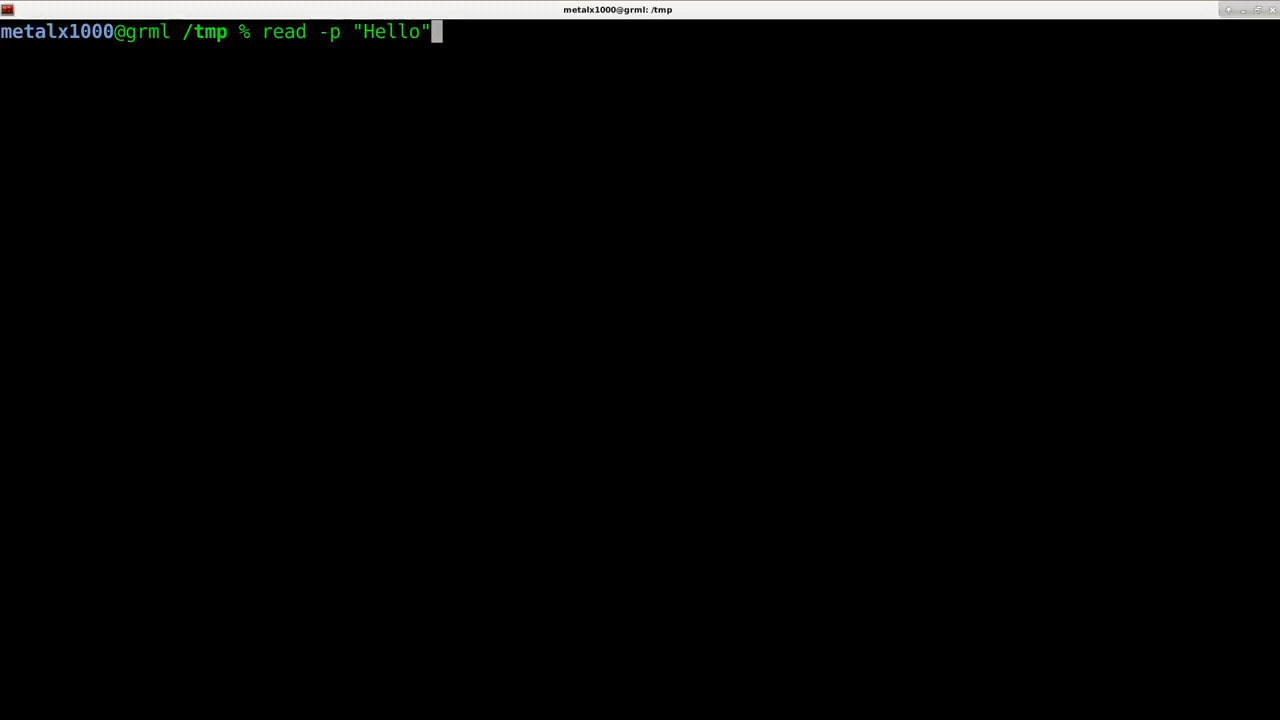 metalx1000@grml: /tmp
metalx1000@grml /tmp % read -p "Hello"